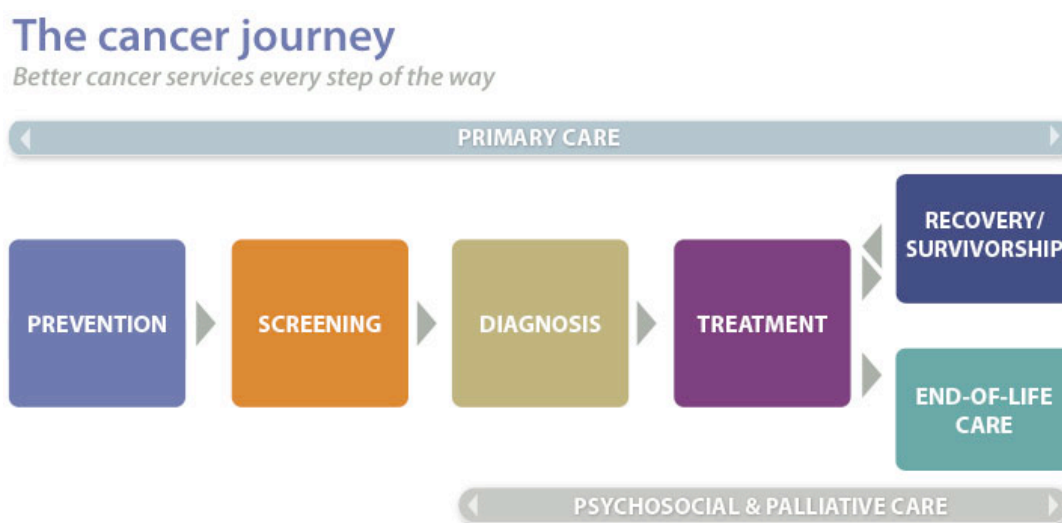 The cancer journey
Better cancer services every step of the way
PRIMARY CARE
PREVENTION
SCREENING
DIAGNOSIS
TREATMENT
RECOVERY/
SURVIVORSHIP
END-OF-LIFE
CARE
PSYCHOSOCIAL & PALLIATIVE CARE